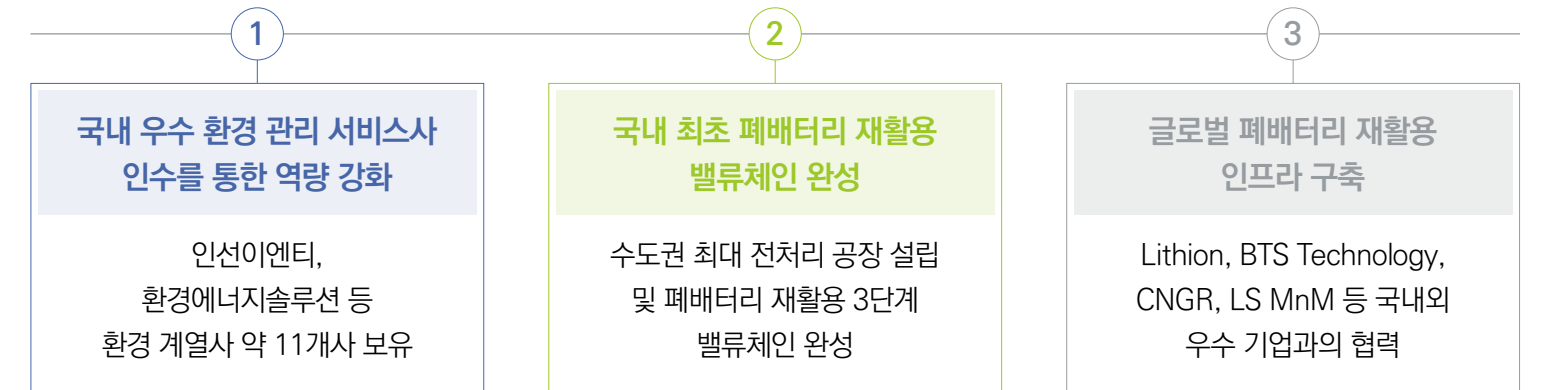 1
국내 우수 환경 관리 서비스사
인수를 통한 역량 강화
인선이엔티,
환경에너지솔루션 등
환경 계열사 약 11개사 보유
2
국내 최초 폐배터리 재활용
밸류체인 완성
수도권 최대 전처리 공장 설립
및 폐배터리 재활용 3단계
밸류체인 완성
3
글로벌 폐배터리 재활용
인프라 구축
Lithion, BTS Technology,
CNGR, LS MnM 등 국내외
우수 기업과의 협력